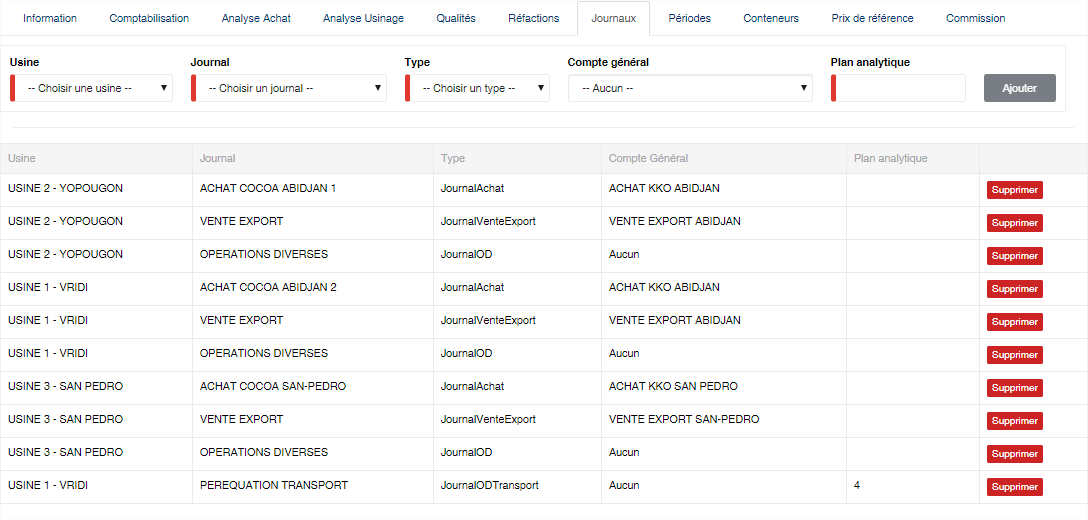 Information Comptabilisation Analyse Achat Analyse Usinage Qualités Réfactions Journaux Périodes Conteneurs Prix de référence Commission
Usine Journal Type Compte général Plan analytique
-- Choisir une usine -- -- Choisir un journal -- -- Choisir un type -- -- Aucun -- Ajouter
Usine Journal Type Compte Général Plan analytique
USINE 2 - YOPOUGON ACHAT COCOA ABIDJAN 1 JournalAchat ACHAT KKO ABIDJAN Supprimer
USINE 2 - YOPOUGON VENTE EXPORT JournalVenteExport VENTE EXPORT ABIDJAN Supprimer
USINE 2 - YOPOUGON OPERATIONS DIVERSES JournalOD Aucun Supprimer
USINE 1 - VRIDI ACHAT COCOA ABIDJAN 2 JournalAchat ACHAT KKO ABIDJAN Supprimer
USINE 1 - VRIDI VENTE EXPORT JournalVenteExport VENTE EXPORT ABIDJAN Supprimer
USINE 1 - VRIDI OPERATIONS DIVERSES JournalOD Aucun Supprimer
USINE 3 - SAN PEDRO ACHAT COCOA SAN-PEDRO JournalAchat ACHAT KKO SAN PEDRO Supprimer
USINE 3 - SAN PEDRO VENTE EXPORT JournalVenteExport VENTE EXPORT SAN-PEDRO Supprimer
USINE 3 - SAN PEDRO OPERATIONS DIVERSES JournalOD Aucun Supprimer
USINE 1 - VRIDI PEREQUATION TRANSPORT JournalODTransport Aucun 4 Supprimer